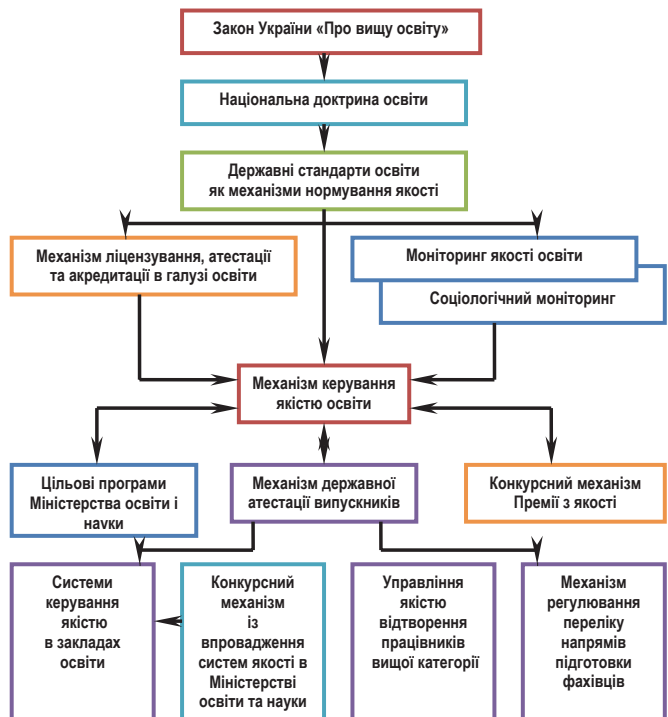 Закон України «Про вищу освіту»
Національна доктрина освіти
Державні стандарти освіти
як механізми нормування якості
Механізм ліцензування, атестації
та акредитації в галузі освіти
Моніторинг якості освіти
Соціологічний моніторинг
Механізм керування
якістю освіти
Цільові програми
Міністерства освіти і
науки
Механізм державної
атестації випускників
Конкурсний механізм
Премії з якості
Системи
керування
якістю
в закладах
освіти
Конкурсний
механізм
із
впровадження
систем якості в
Міністерстві
освіти та науки
Управління
якістю
відтворення
працівників
вищої категорії
Механізм
регулювання
переліку
напрямів
підготовки
фахівців